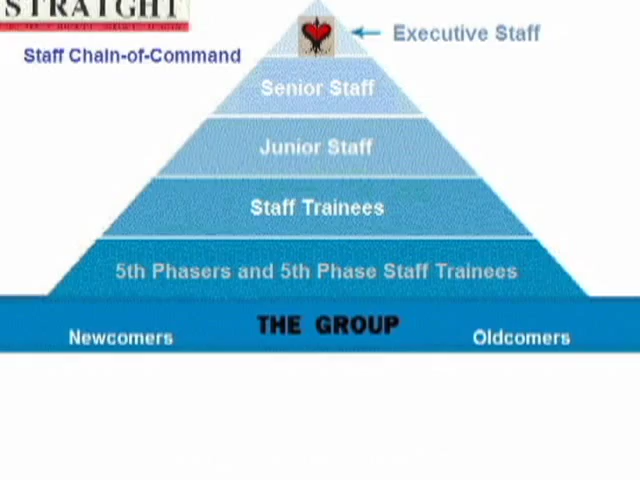 STRAIGHT
Staff Chain-of-Command
Executive Staff
Senior Staff
Junior Staff
Staff Trainees
5th Phasers and 5th Phase Staff Trainees
THE GROUP
Newcomers
Oldcomers